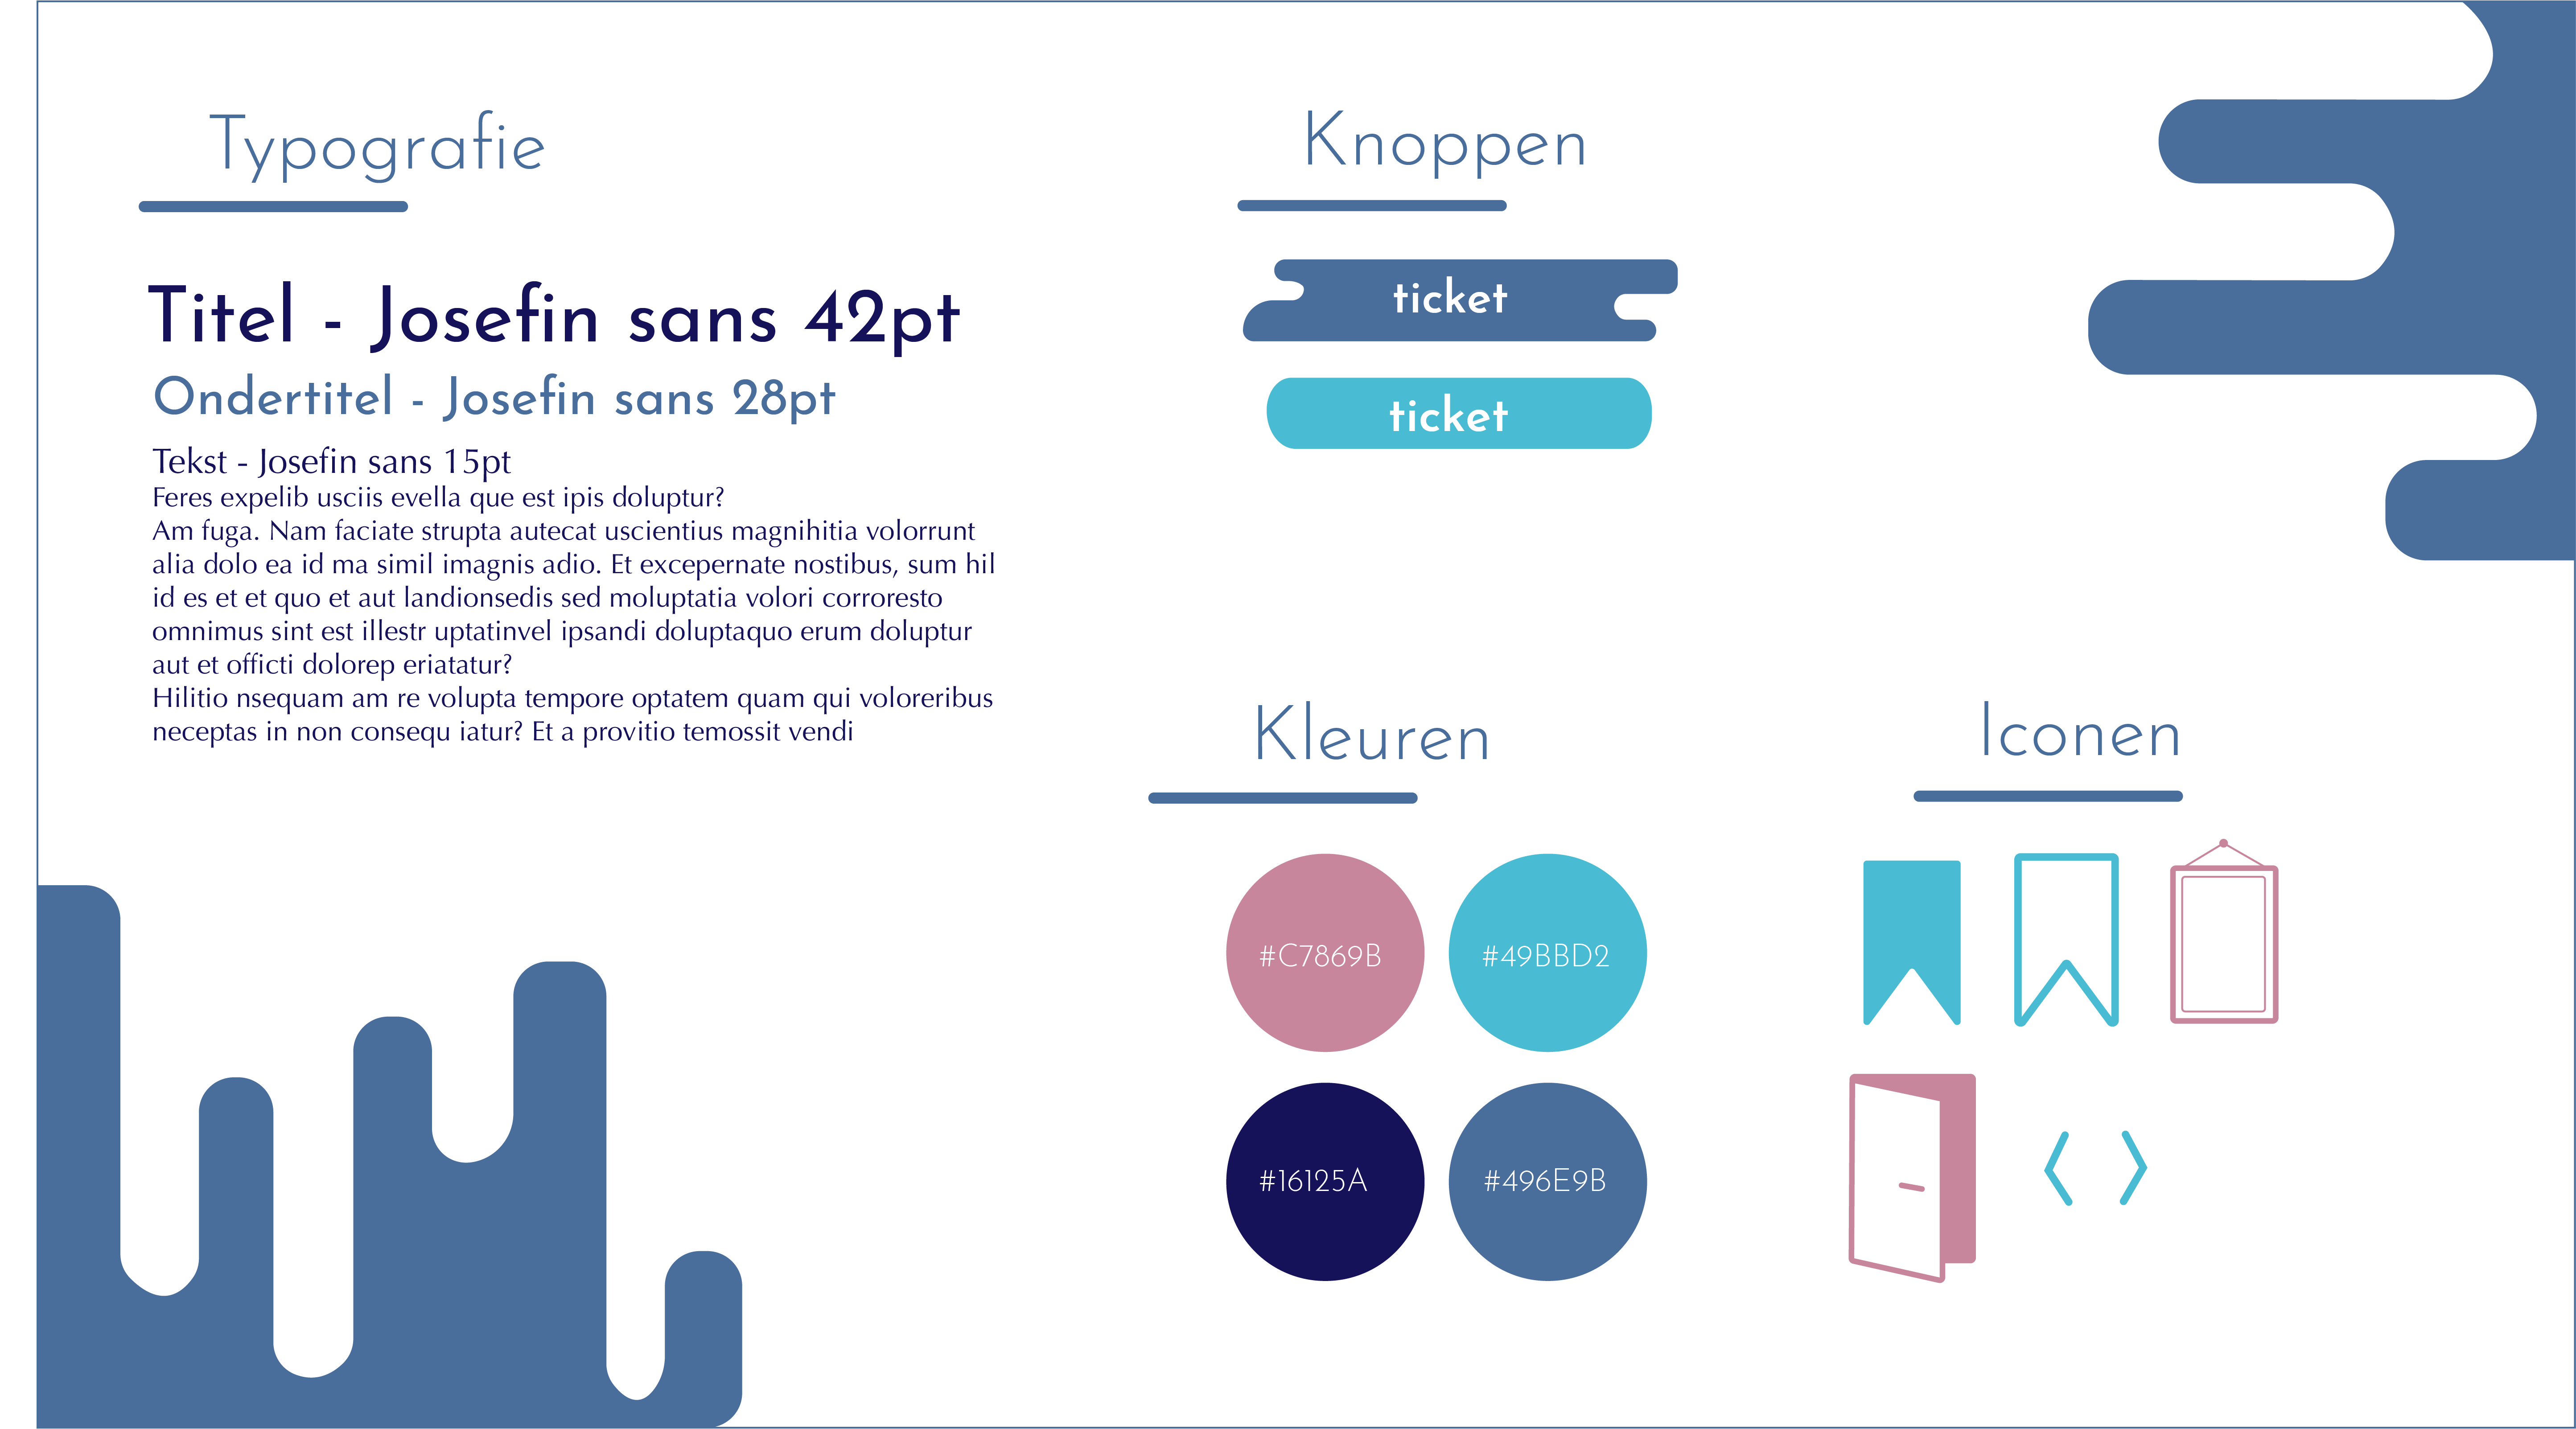 Typografie
Titel - Josefin sans 42pt
Ondertitel - Josefin sans 28pt
Tekst - Josefin sans 15pt
Feres expelib usciis evella que est ipis doluptur?
Am fuga. Nam faciate strupta autecat uscientius magnihitia volorrunt
alia dolo ea id ma simil imagnis adio. Et excepernate nostibus, sum hil
id es et et quo et aut landionsedis sed moluptatia volori corroresto
omnimus sint est illestr uptatinvel ipsandi doluptaquo erum doluptur
aut et officti dolorep eriatatur?
Hilitio nsequam am re volupta tempore optatem quam qui voloreribus
neceptas in non consequ iatur? Et a provitio temossit vendi
Knoppen
ticket
ticket
Kleuren
#C7869B
#49BBD2
#16125A
#496E9B
Iconen